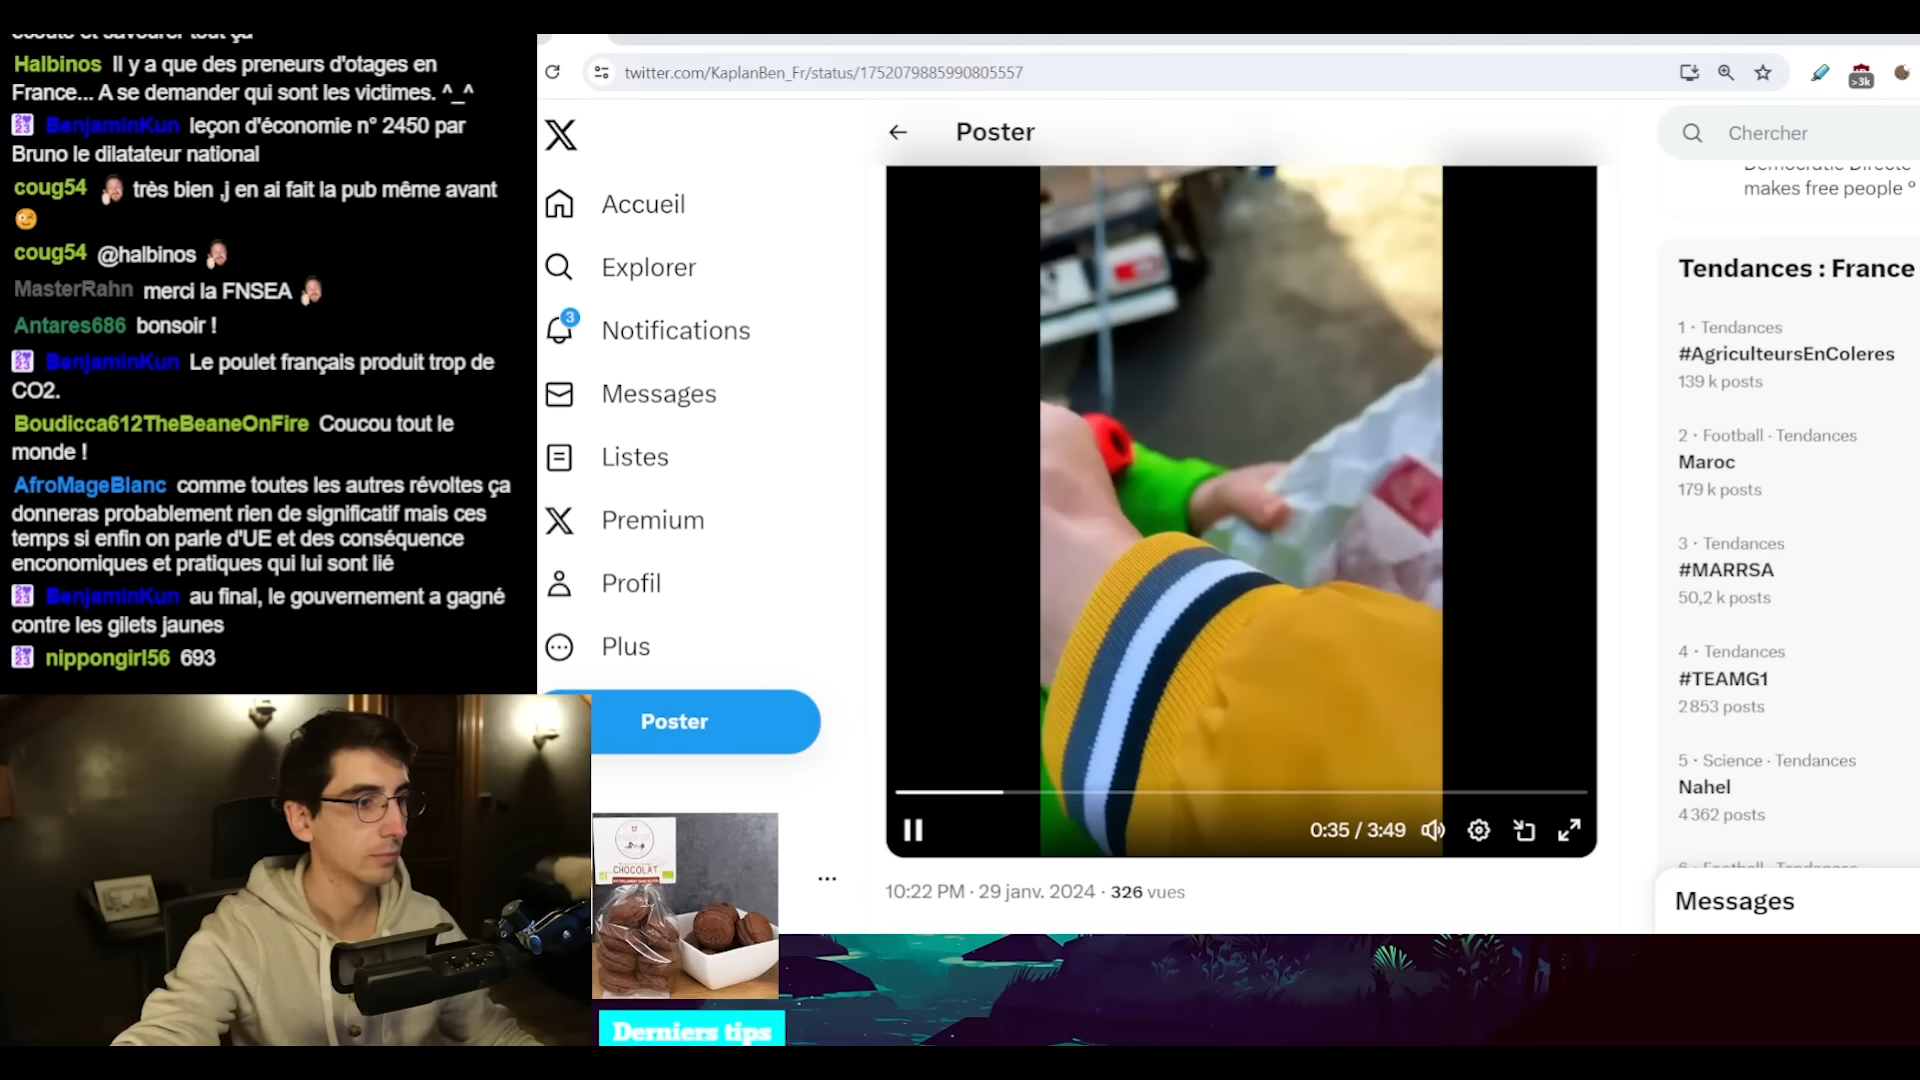 Halbinos Il y a que des preneurs d'otages en
France... A se demander qui sont les victimes. ^_^
BenjaminKun leçon d'économie n° 2450 par
Bruno le dilatateur national
coug54 très bien ,j en ai fait la pub même avant
coug54 @halbinos
MasterRahn merci la FNSEA
Antares686 bonsoir !
BenjaminKun Le poulet français produit trop de
CO2.
Boudicca612TheBeaneOnFire Coucou tout le
monde !
AfroMageBlanc comme toutes les autres révoltes ça
donneras probablement rien de significatif mais ces
temps si enfin on parle d'UE et des conséquence
enconomiques et pratiques qui lui sont lié
BenjaminKun au final, le gouvernement a gagné
contre les gilets jaunes
nippongirl56 693
twitter.com/KaplanBen_Fr/status/1752079885990805557
>3k
Accueil
Explorer
3
Notifications
Messages
Listes
Premium
Profil
Plus
Poster
Poster
0:35 / 3:49
10:22 PM · 29 janv. 2024 · 326 vues
Chercher
Democratie Directe
makes free people °
Tendances : France
1 · Tendances
#AgriculteursEnColeres
139 k posts
2 · Football · Tendances
Maroc
179 k posts
3 · Tendances
#MARRSA
50,2 k posts
4 · Tendances
#TEAMG1
2 853 posts
5 · Science · Tendances
Nahel
4 362 posts
6 · Football · Tendances
Messages
CHOCOLAT
Derniers tips